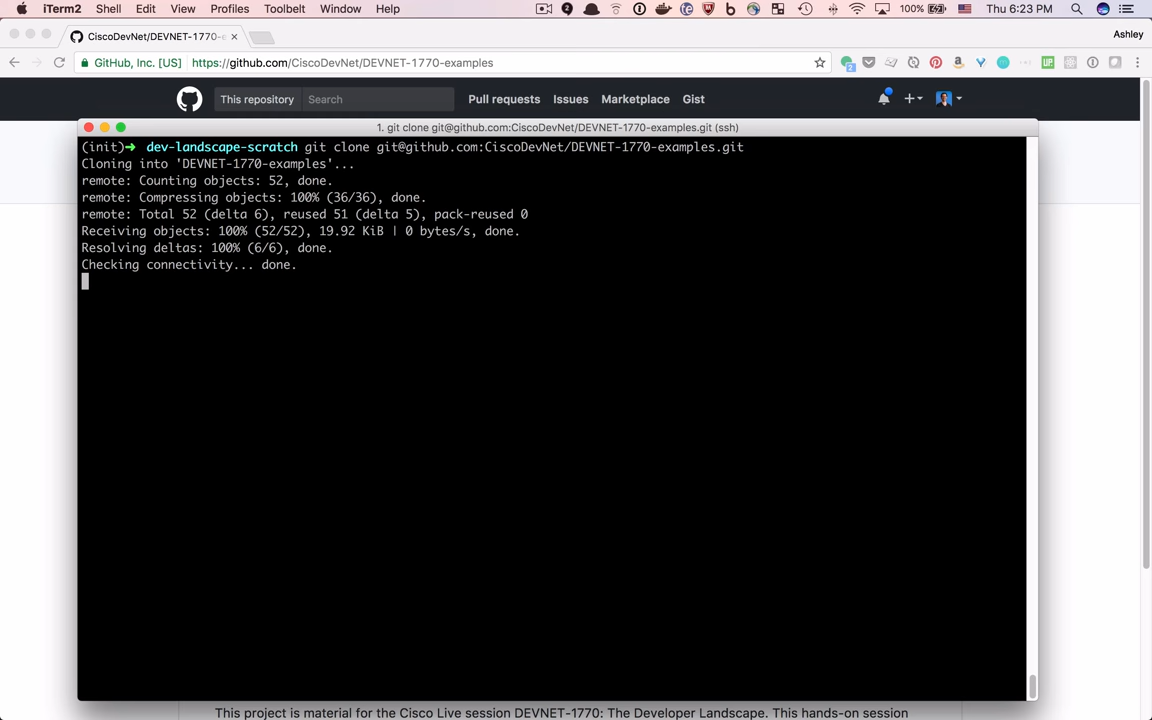 iTerm2 Shell Edit View Profiles Toolbelt Window Help 2 100% Thu 6:23 PM
CiscoDevNet/DEVNET-1770-e
Ashley
GitHub, Inc. [US] https://github.com/CiscoDevNet/DEVNET-1770-examples
This repository Search Pull requests Issues Marketplace Gist
1. git clone git@github.com:CiscoDevNet/DEVNET-1770-examples.git (ssh)
(init)➜ dev-landscape-scratch git clone git@github.com:CiscoDevNet/DEVNET-1770-examples.git
Cloning into 'DEVNET-1770-examples'...
remote: Counting objects: 52, done.
remote: Compressing objects: 100% (36/36), done.
remote: Total 52 (delta 6), reused 51 (delta 5), pack-reused 0
Receiving objects: 100% (52/52), 19.92 KiB | 0 bytes/s, done.
Resolving deltas: 100% (6/6), done.
Checking connectivity... done.
This project is material for the Cisco Live session DEVNET-1770: The Developer Landscape. This hands-on session